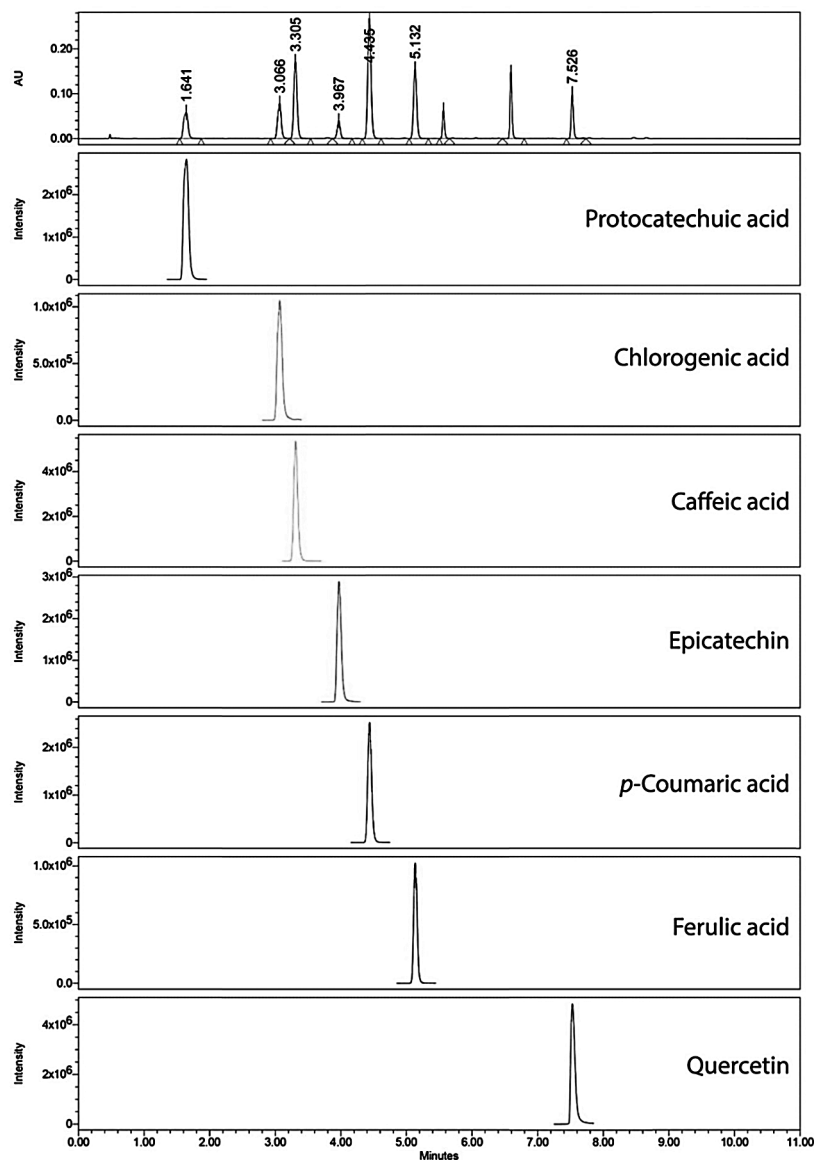 AU
0.20
0.10
0.00
1.641
3.066
3.305
3.967
4.435
5.132
7.526
Intensity
2x10⁶
1x10⁶
0
Protocatechuic acid
Intensity
1.0x10⁶
5.0x10⁵
0.0
Chlorogenic acid
Intensity
4x10⁶
2x10⁶
0
Caffeic acid
Intensity
3x10⁶
2x10⁶
1x10⁶
0
Epicatechin
Intensity
2x10⁶
1x10⁶
0
p-Coumaric acid
Intensity
1.0x10⁶
5.0x10⁵
0.0
Ferulic acid
Intensity
4x10⁶
2x10⁶
0
Quercetin
0.00 1.00 2.00 3.00 4.00 5.00 6.00 7.00 8.00 9.00 10.00 11.00
Minutes